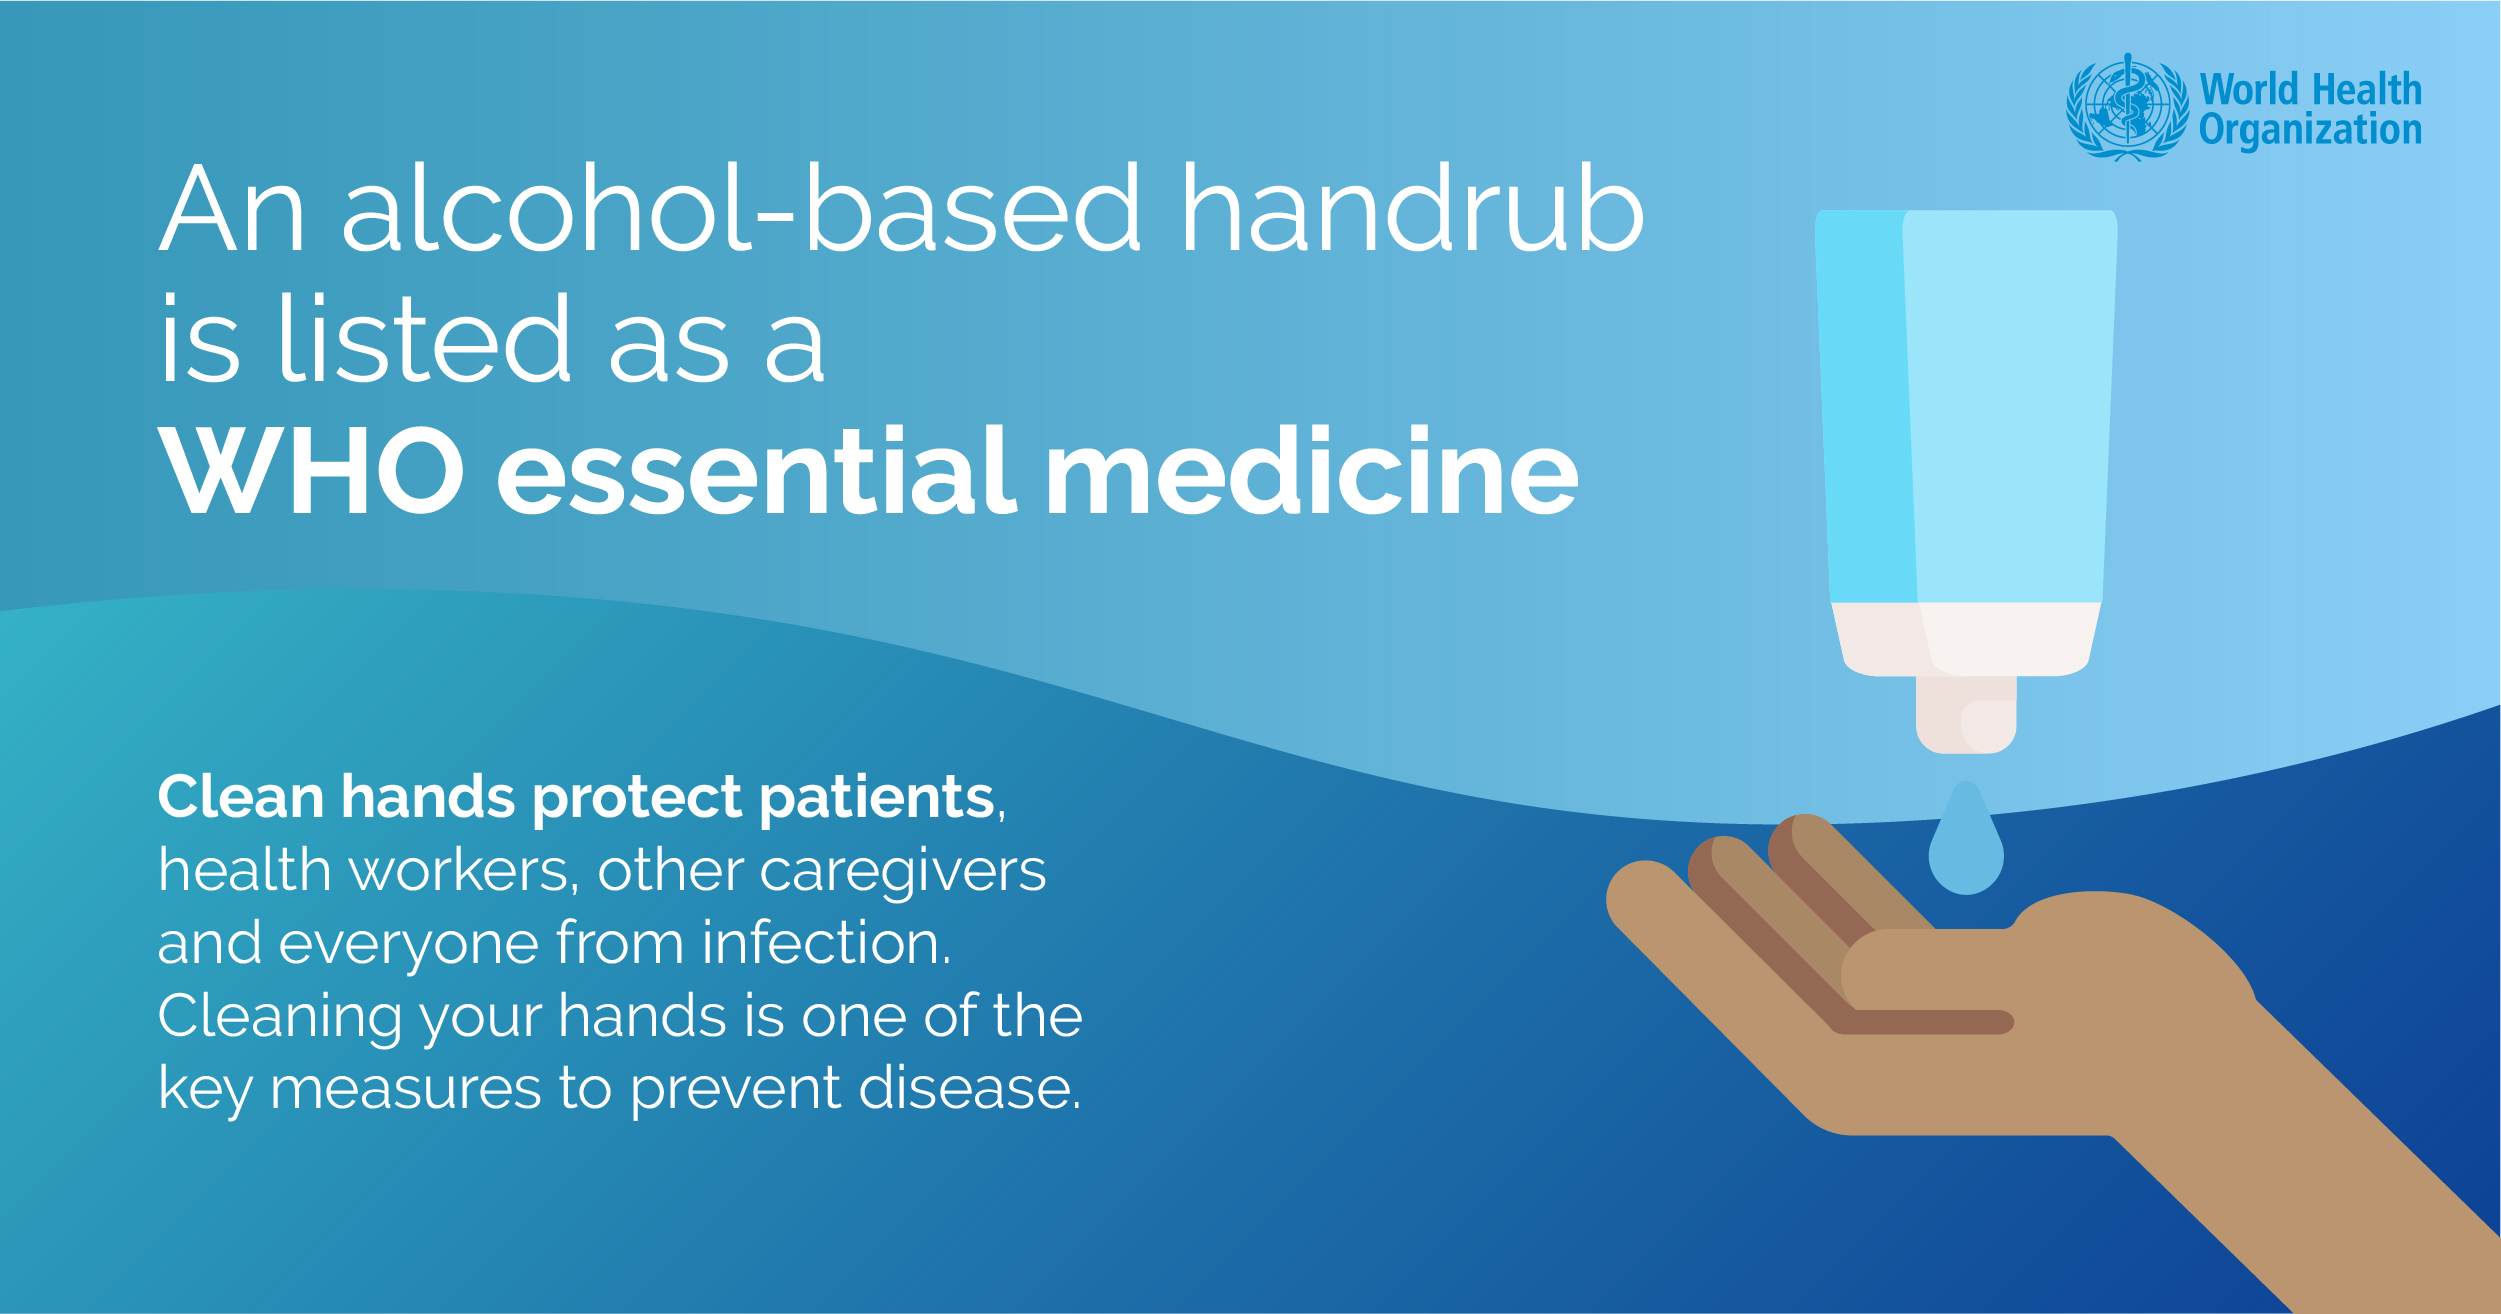 World Health
Organization
An alcohol-based handrub
is listed as a
WHO essential medicine
Clean hands protect patients,
health workers, other caregivers
and everyone from infection.
Cleaning your hands is one of the
key measures to prevent disease.